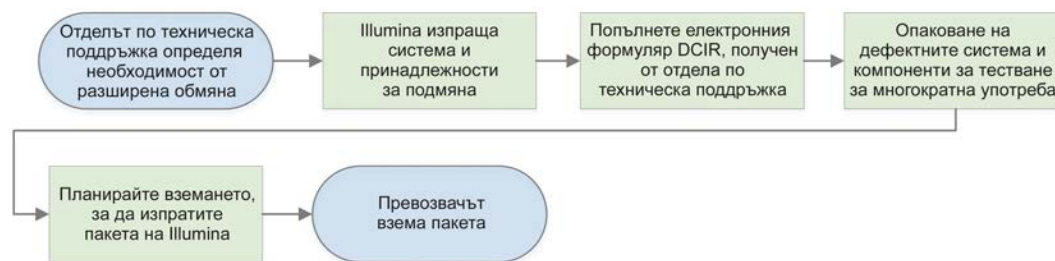 Отделът по техническа
поддръжка определя
необходимост от
разширена обмяна
Illumina изпраща
система и
принадлежности
за подмяна
Попълнете електронния
формуляр DCIR, получен
от отдела по
техническа поддръжка
Опаковане на
дефектните система и
компоненти за тестване
за многократна употреба
Планирайте вземането,
за да изпратите
пакета на Illumina
Превозвачът
взема пакета